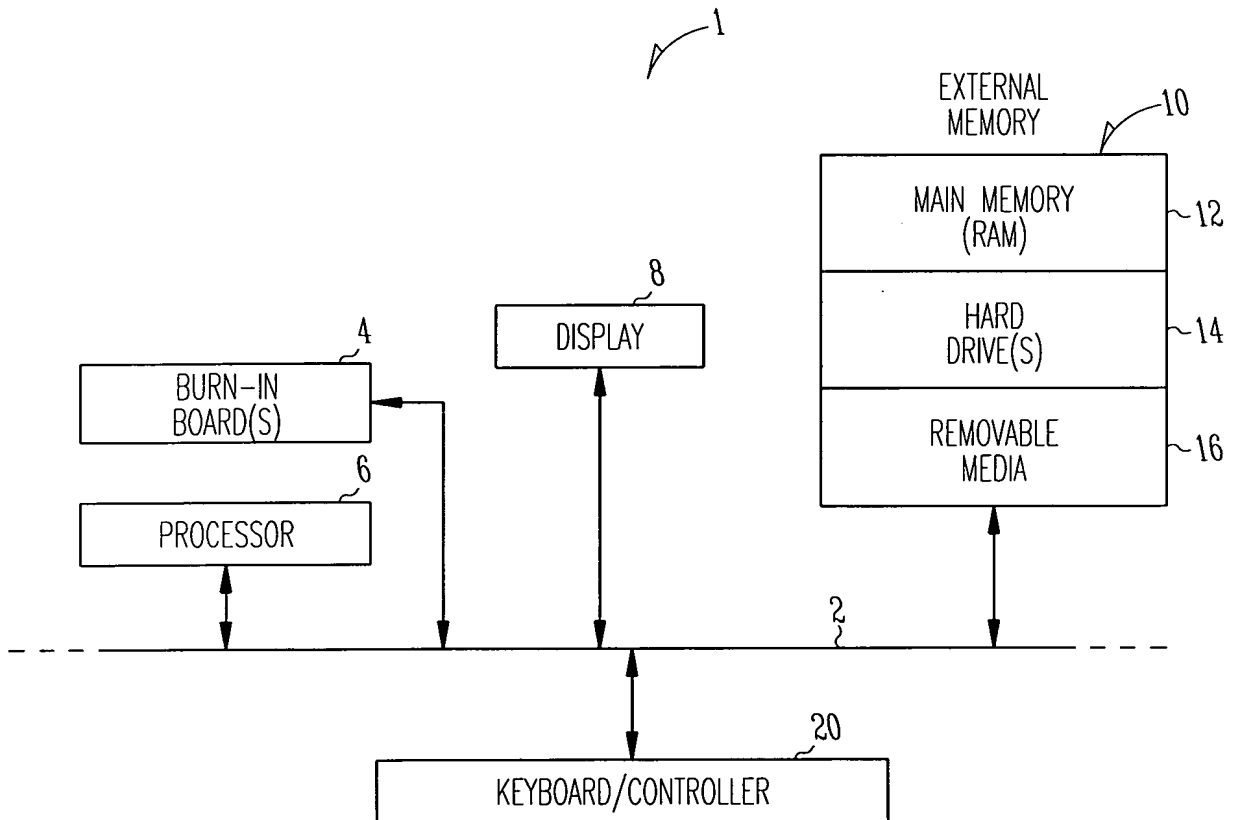 1
EXTERNAL
MEMORY
10
MAIN MEMORY
(RAM)
12
8
DISPLAY
HARD
DRIVE(S)
14
4
BURN-IN
BOARD(S)
REMOVABLE
MEDIA
16
6
PROCESSOR
2
20
KEYBOARD/CONTROLLER